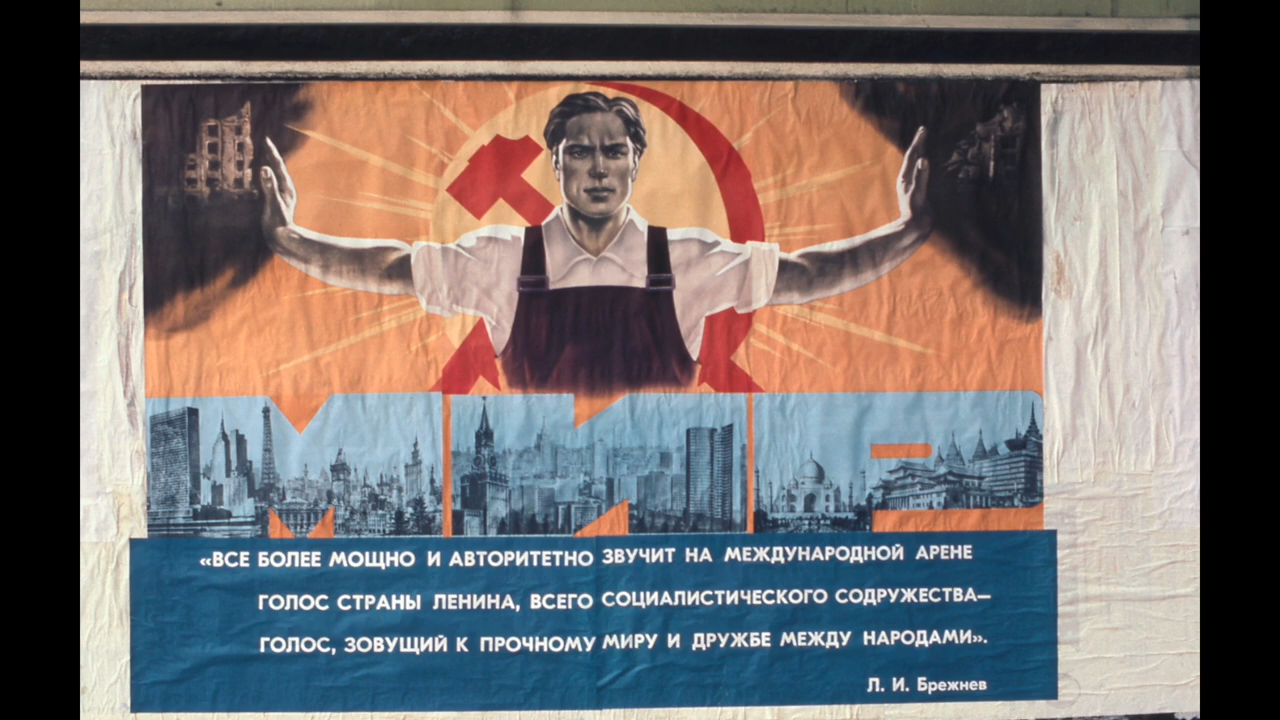 МИР
«ВСЕ БОЛЕЕ МОЩНО И АВТОРИТЕТНО ЗВУЧИТ НА МЕЖДУНАРОДНОЙ АРЕНЕ
ГОЛОС СТРАНЫ ЛЕНИНА, ВСЕГО СОЦИАЛИСТИЧЕСКОГО СОДРУЖЕСТВА—
ГОЛОС, ЗОВУЩИЙ К ПРОЧНОМУ МИРУ И ДРУЖБЕ МЕЖДУ НАРОДАМИ».
Л. И. Брежнев